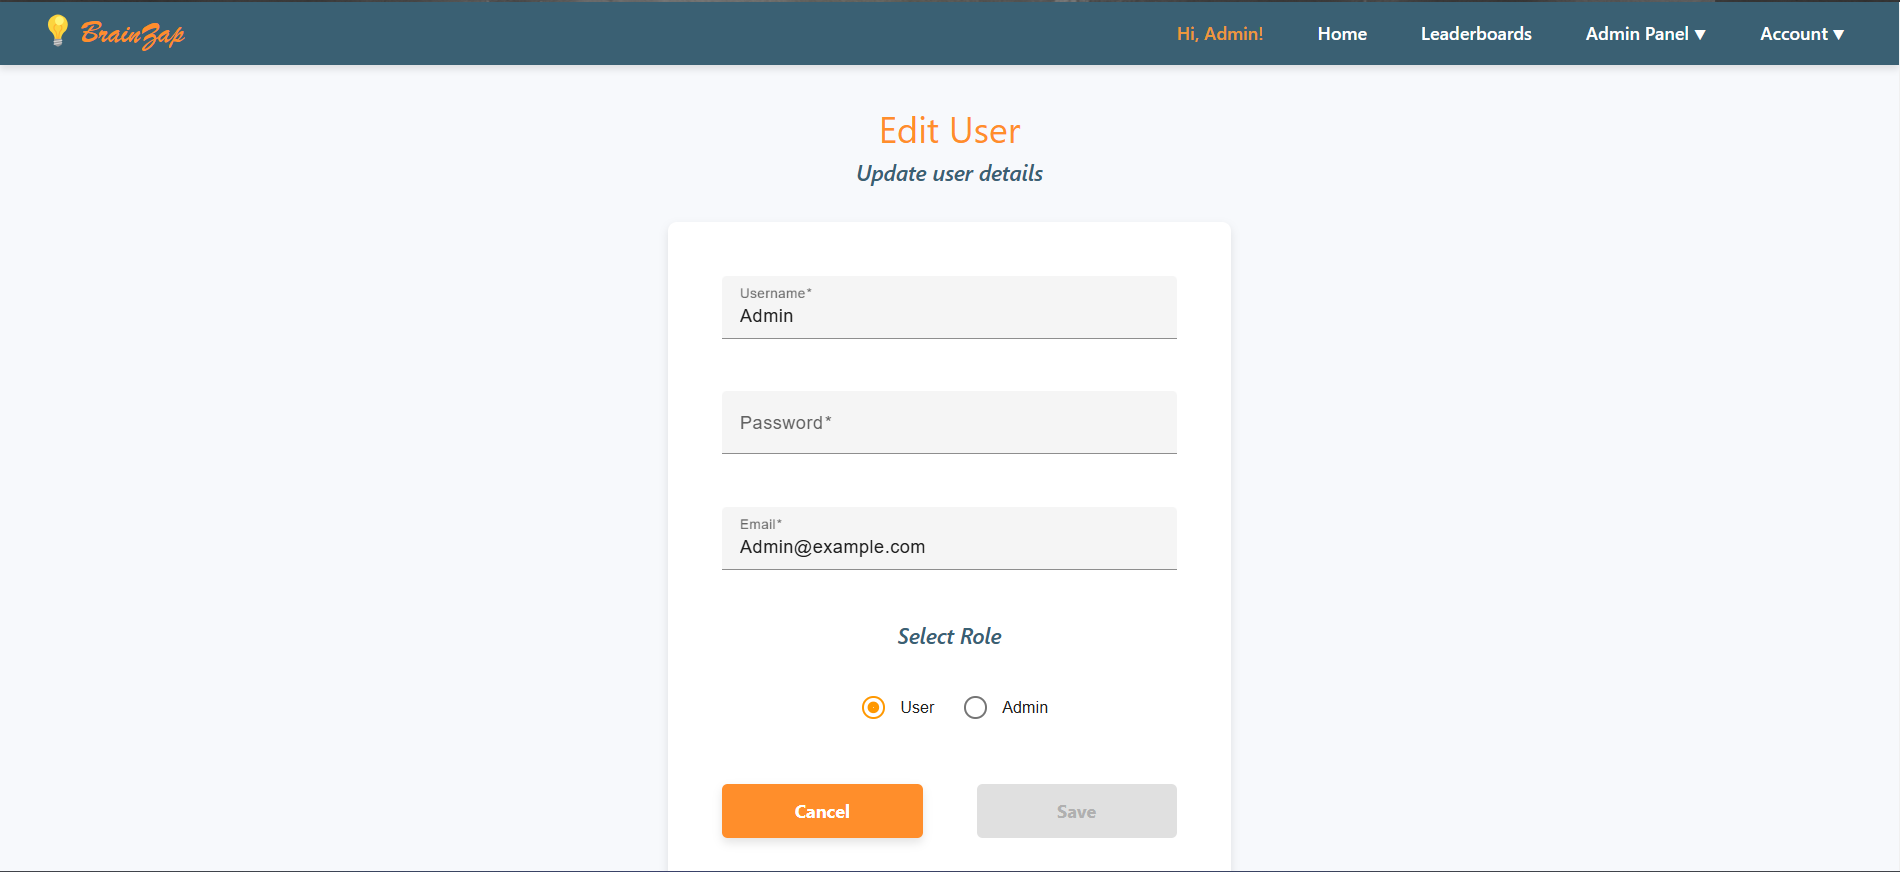 BrainZap
Hi, Admin! Home Leaderboards Admin Panel ▼ Account ▼
Edit User
Update user details
Username*
Admin
Password*
Email*
Admin@example.com
Select Role
User Admin
Cancel Save